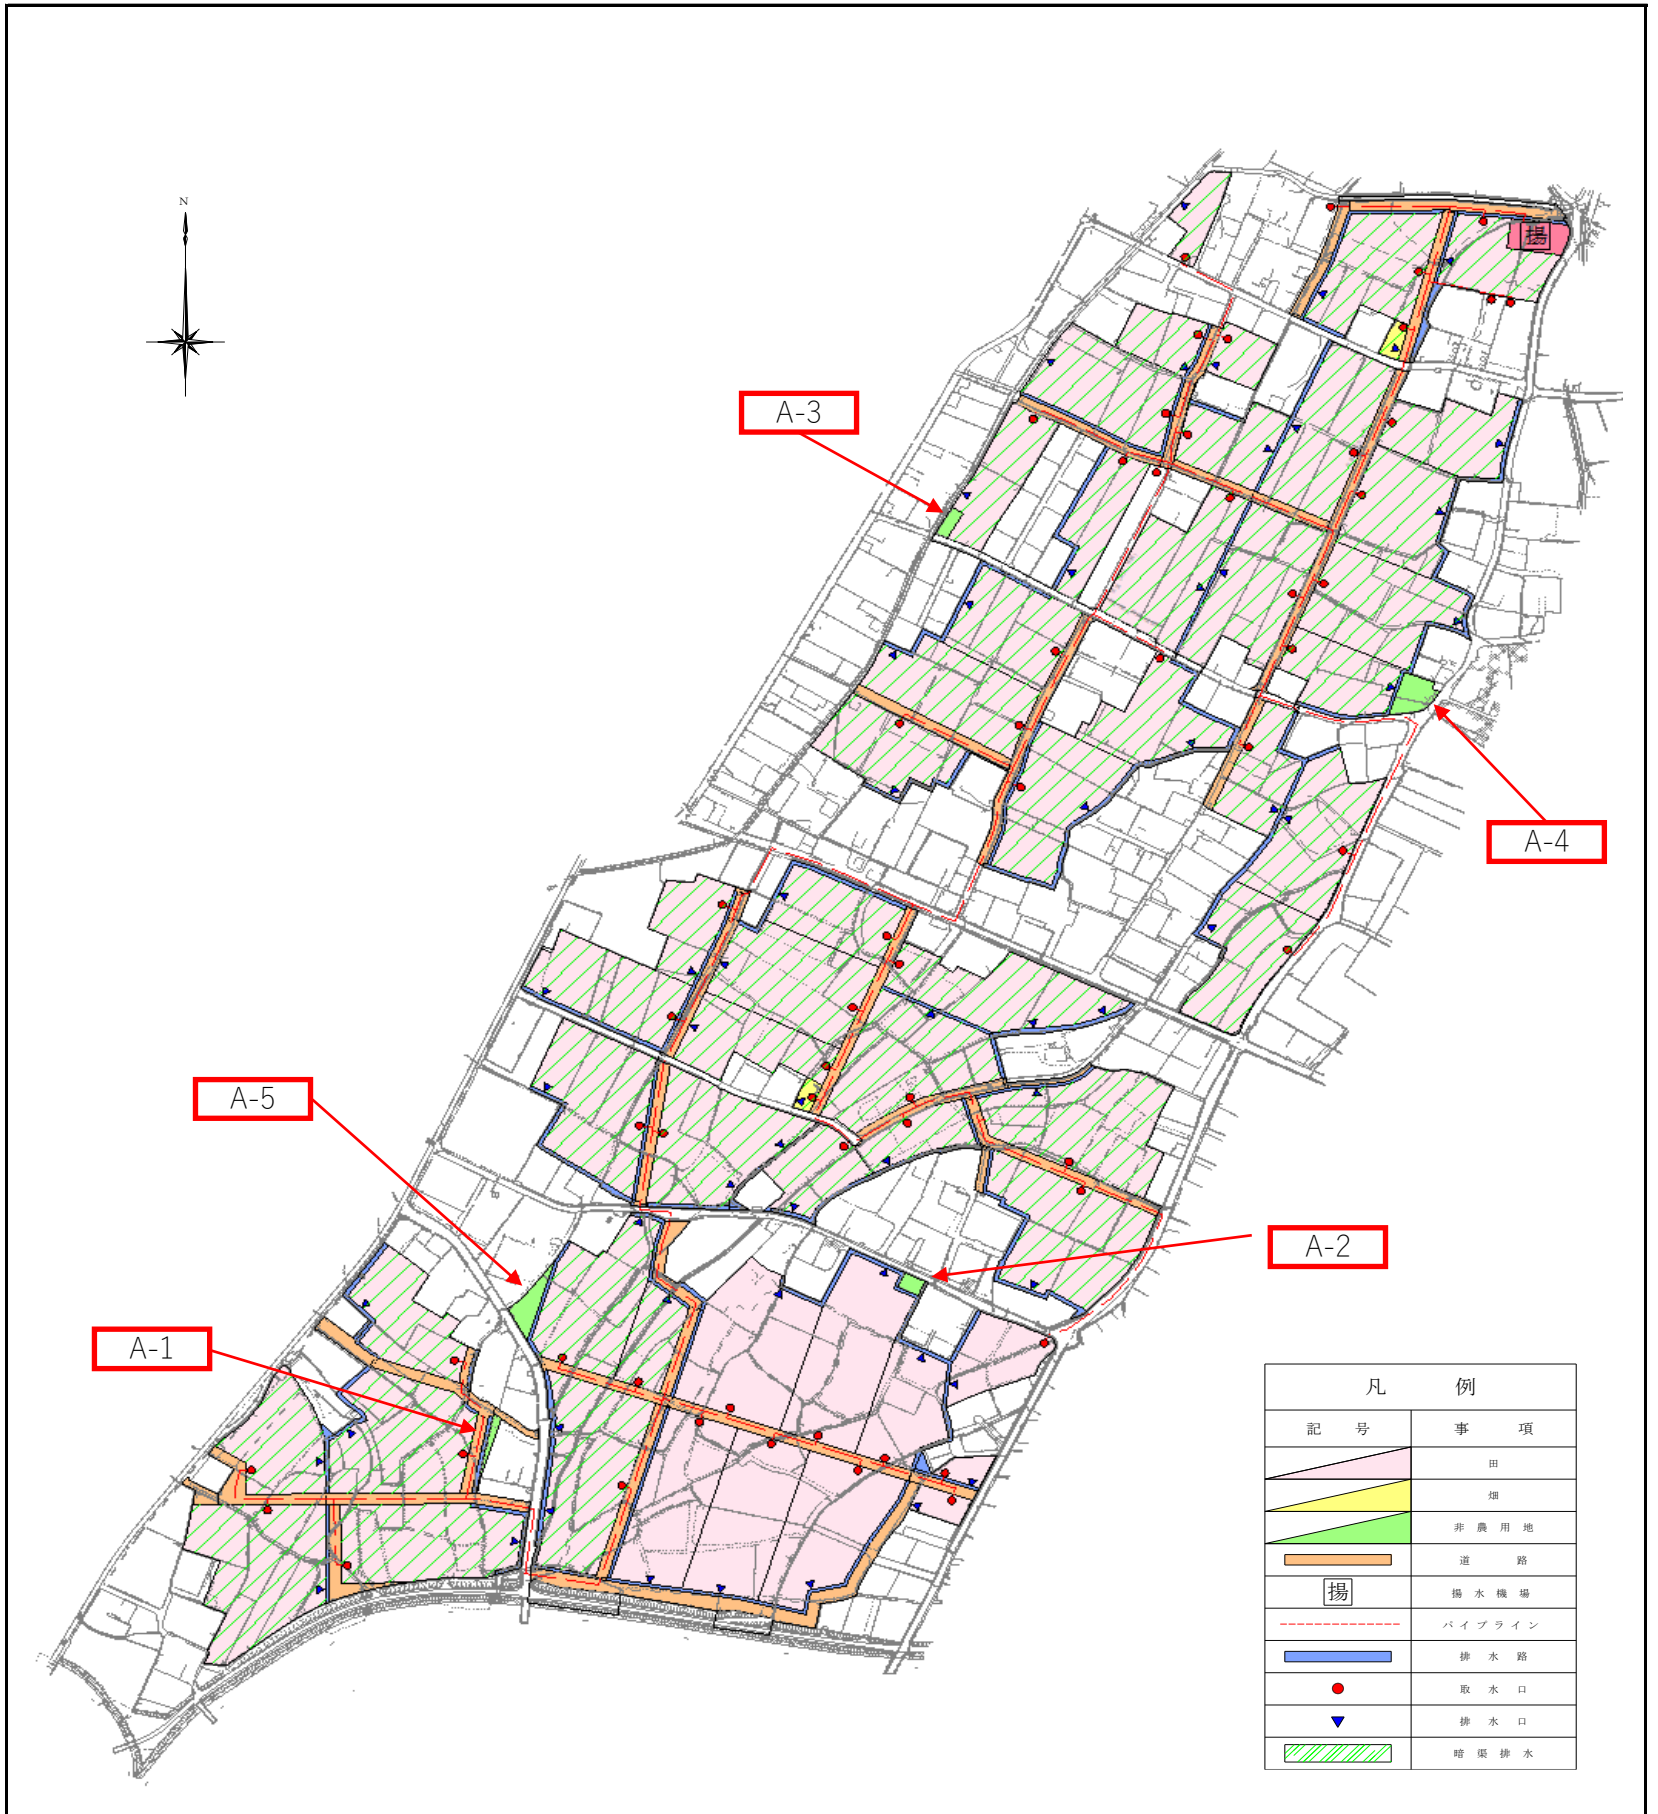 N
揚
A-3
A-4
A-5
A-2
A-1
凡 例
記 号 事 項
田
畑
非 農 用 地
道 路
揚 揚 水 機 場
パ イ プ ラ イ ン
排 水 路
取 水 口
排 水 口
暗 渠 排 水